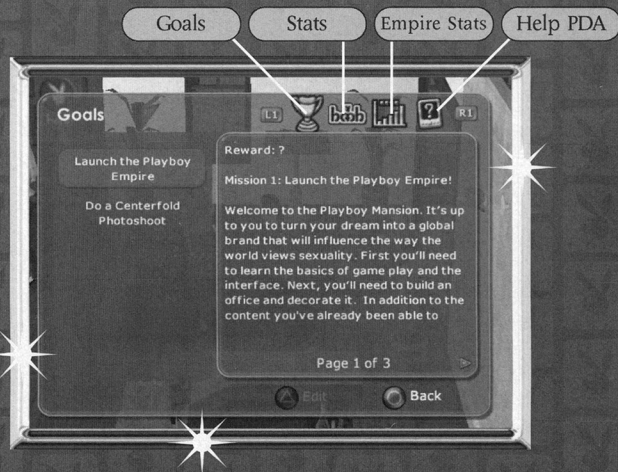 Goals
Stats
Empire Stats
Help PDA
Goals
L1
?
R1
Launch the Playboy
Empire
Do a Centerfold
Photoshoot
Reward: ?
Mission 1: Launch the Playboy Empire!
Welcome to the Playboy Mansion. It's up
to you to turn your dream into a global
brand that will influence the way the
world views sexuality. First you'll need
to learn the basics of game play and the
interface. Next, you'll need to build an
office and decorate it. In addition to the
content you've already been able to
Page 1 of 3
Edit
Back